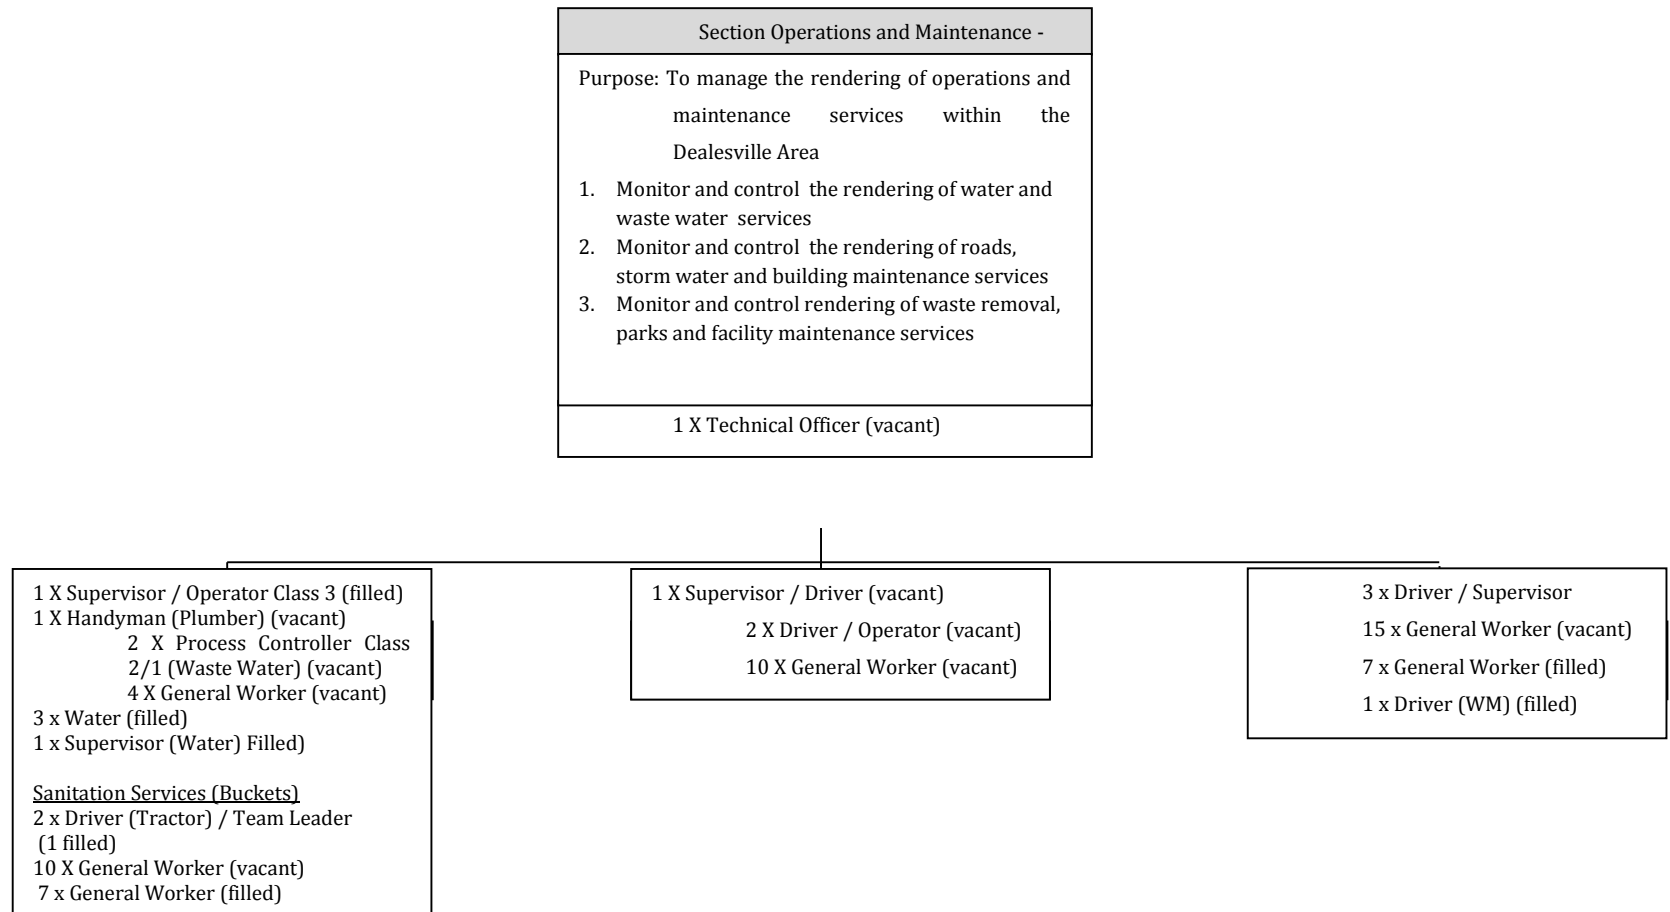 Section Operations and Maintenance -
Purpose: To manage the rendering of operations and
maintenance services within the
Dealesville Area
1. Monitor and control the rendering of water and
waste water services
2. Monitor and control the rendering of roads,
storm water and building maintenance services
3. Monitor and control rendering of waste removal,
parks and facility maintenance services
1 X Technical Officer (vacant)
1 X Supervisor / Operator Class 3 (filled)
1 X Handyman (Plumber) (vacant)
2 X Process Controller Class
2/1 (Waste Water) (vacant)
4 X General Worker (vacant)
3 x Water (filled)
1 x Supervisor (Water) Filled)
Sanitation Services (Buckets)
2 x Driver (Tractor) / Team Leader
(1 filled)
10 X General Worker (vacant)
7 x General Worker (filled)
1 X Supervisor / Driver (vacant)
2 X Driver / Operator (vacant)
10 X General Worker (vacant)
3 x Driver / Supervisor
15 x General Worker (vacant)
7 x General Worker (filled)
1 x Driver (WM) (filled)